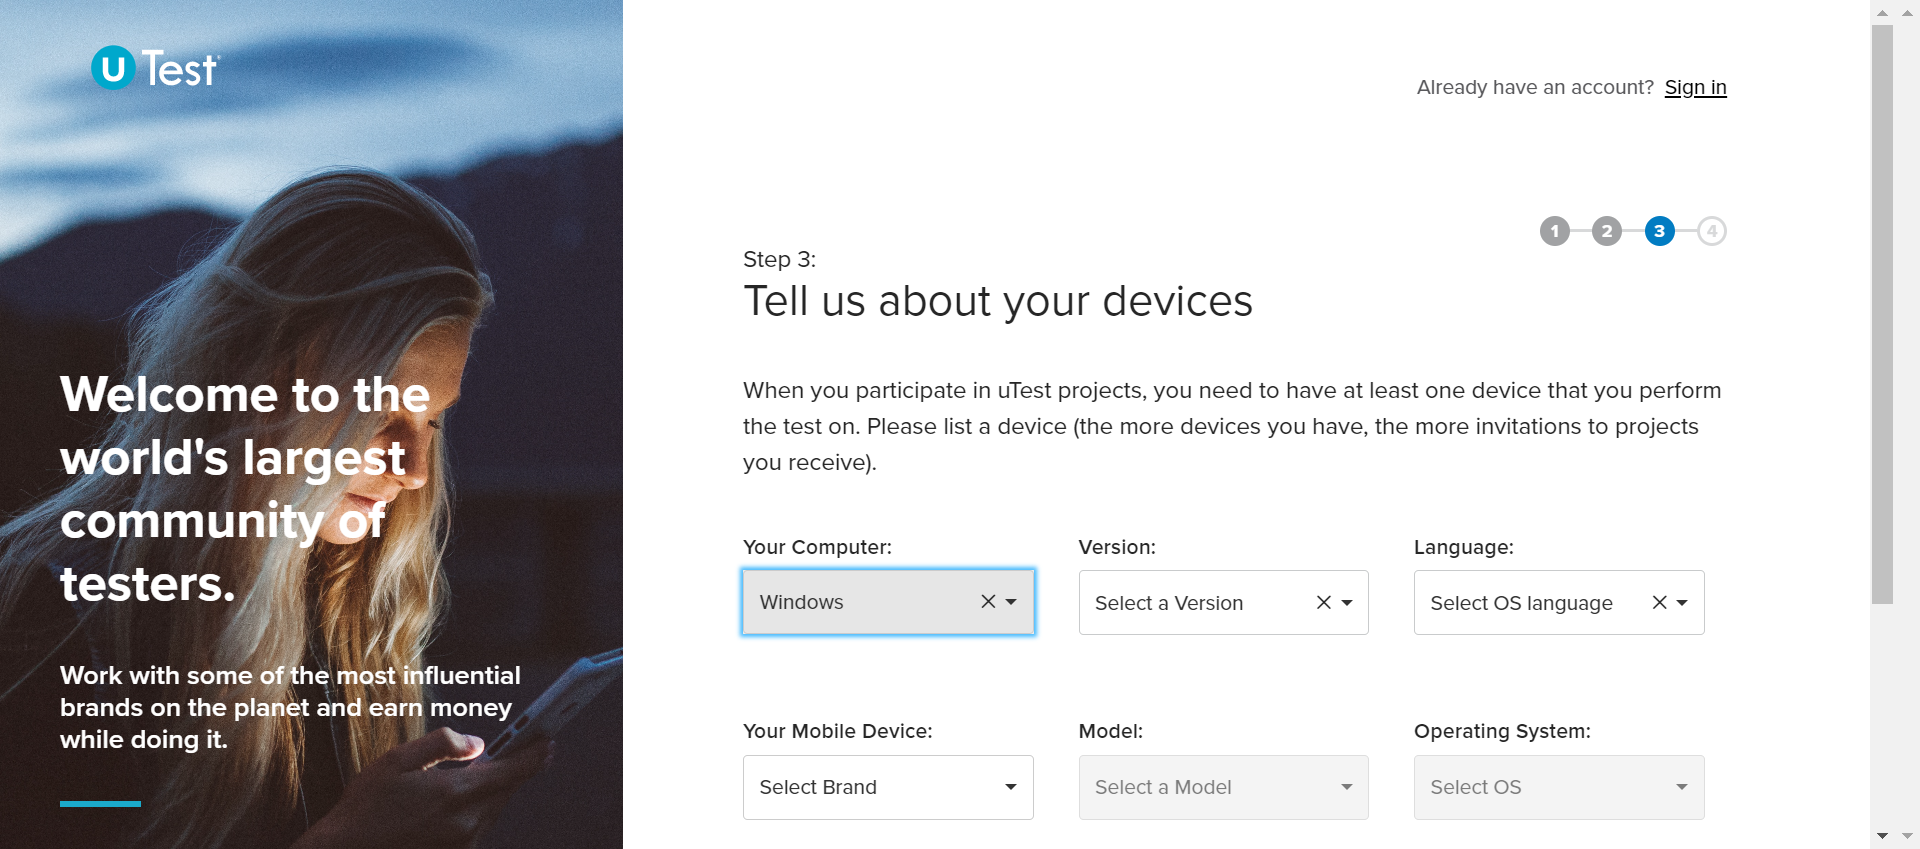 u Test
Already have an account? Sign in
1 2 3 4
Step 3:
Tell us about your devices
When you participate in uTest projects, you need to have at least one device that you perform
the test on. Please list a device (the more devices you have, the more invitations to projects
you receive).
Your Computer: Version: Language:
Windows Select a Version Select OS language
Your Mobile Device: Model: Operating System:
Select Brand Select a Model Select OS
Welcome to the
world's largest
community of
testers.
Work with some of the most influential
brands on the planet and earn money
while doing it.